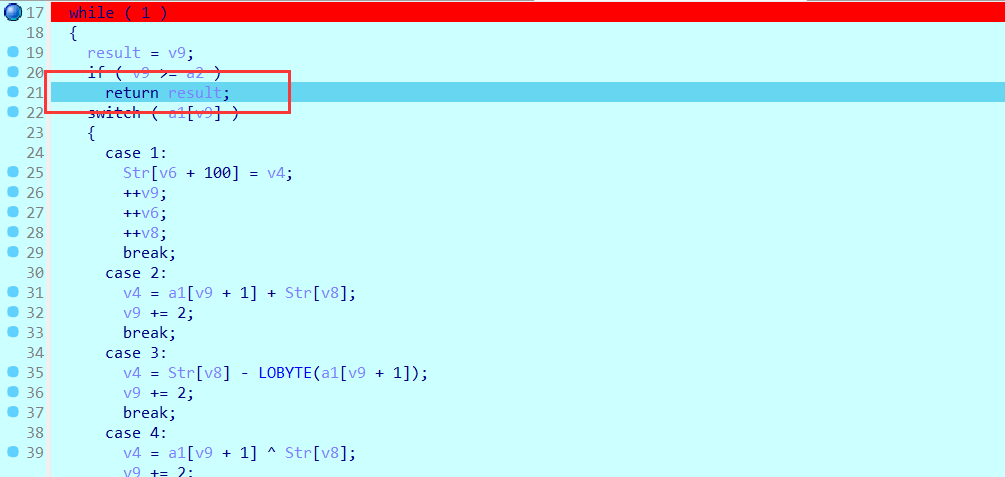 17 while ( 1 )
18 {
19 result = v9;
20 if ( v9 >= a2 )
21 return result;
22 switch ( a1[v9] )
23 {
24 case 1:
25 Str[v6 + 100] = v4;
26 ++v9;
27 ++v6;
28 ++v8;
29 break;
30 case 2:
31 v4 = a1[v9 + 1] + Str[v8];
32 v9 += 2;
33 break;
34 case 3:
35 v4 = Str[v8] - LOBYTE(a1[v9 + 1]);
36 v9 += 2;
37 break;
38 case 4:
39 v4 = a1[v9 + 1] ^ Str[v8];
v9 += 2;